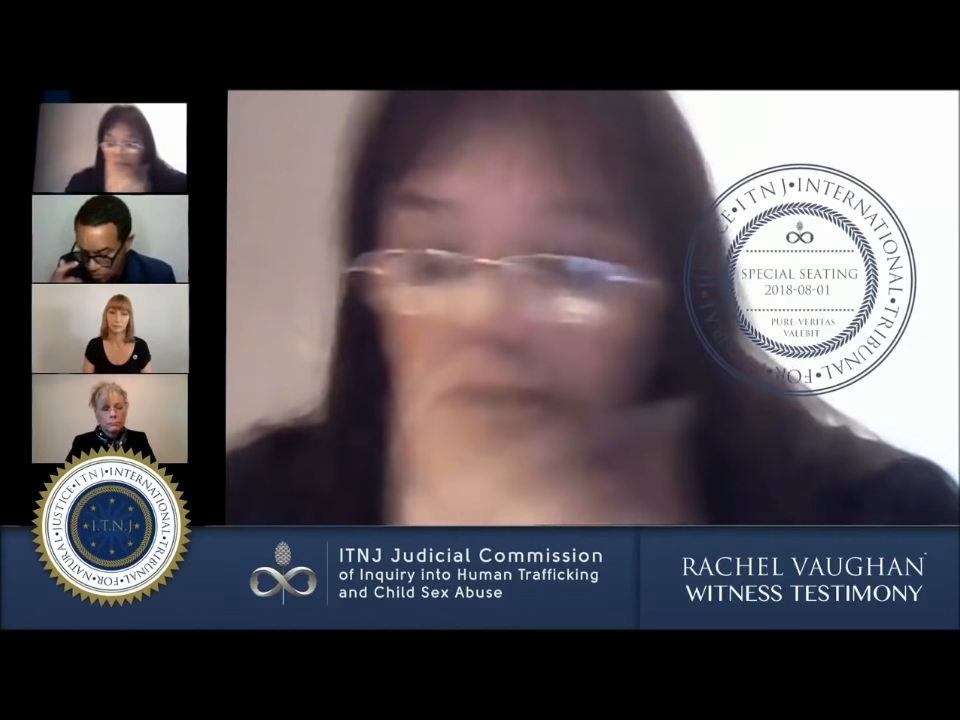 ITNJ•INTERNATIONAL•TRIBUNAL•FOR
SPECIAL SEATING
2018-08-01
PURE•VERITAS
VALEBIT
ITNJ•INTERNATIONAL•TRIBUNAL•FOR•NATURAL•JUSTICE•
I.T.N.J
ITNJ Judicial Commission
of Inquiry into Human Trafficking
and Child Sex Abuse
RACHEL VAUGHAN
WITNESS TESTIMONY